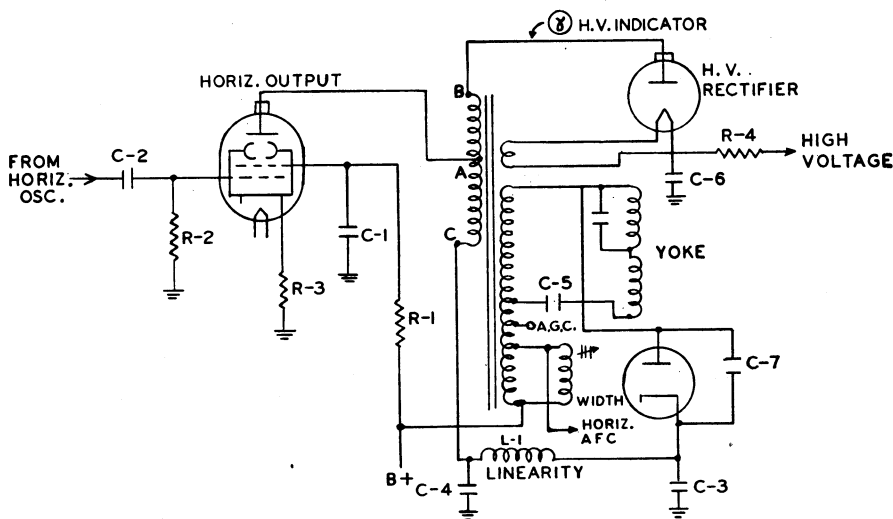 γ H.V. INDICATOR
HORIZ. OUTPUT
B
H.V.
RECTIFIER
FROM
HORIZ.
OSC.
C-2
A
R-4
HIGH
VOLTAGE
C-6
R-2
C-1
C
YOKE
R-3
C-5
R-1
A.G.C.
C-7
WIDTH
HORIZ.
AFC
L-1
LINEARITY
B+
C-4
C-3